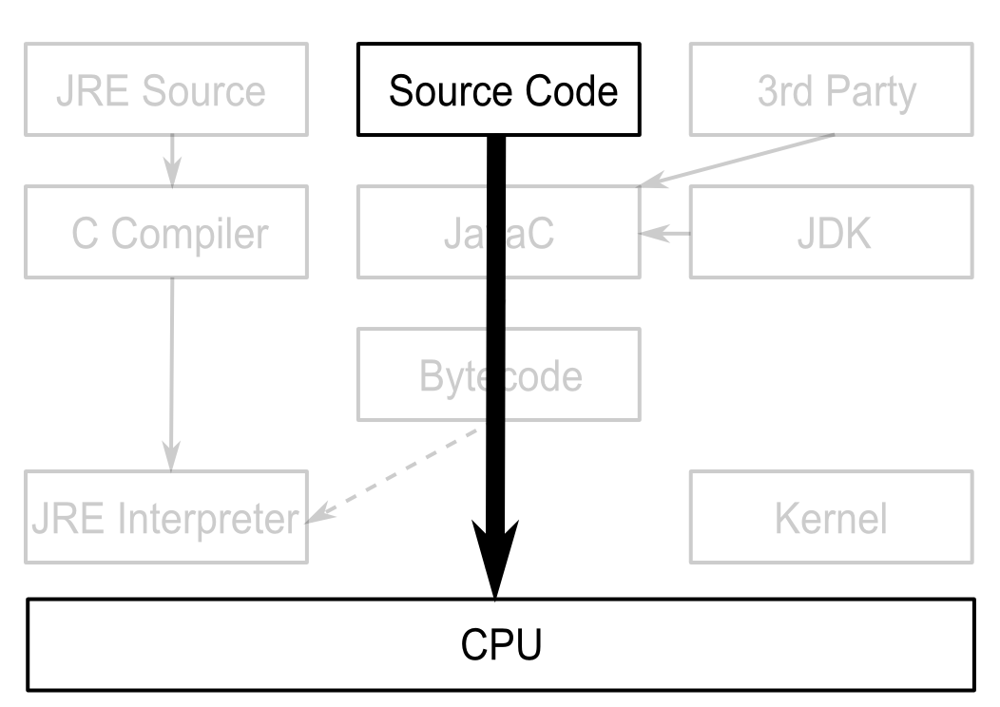 JRE Source
Source Code
3rd Party
C Compiler
JavaC
JDK
Bytecode
JRE Interpreter
Kernel
CPU